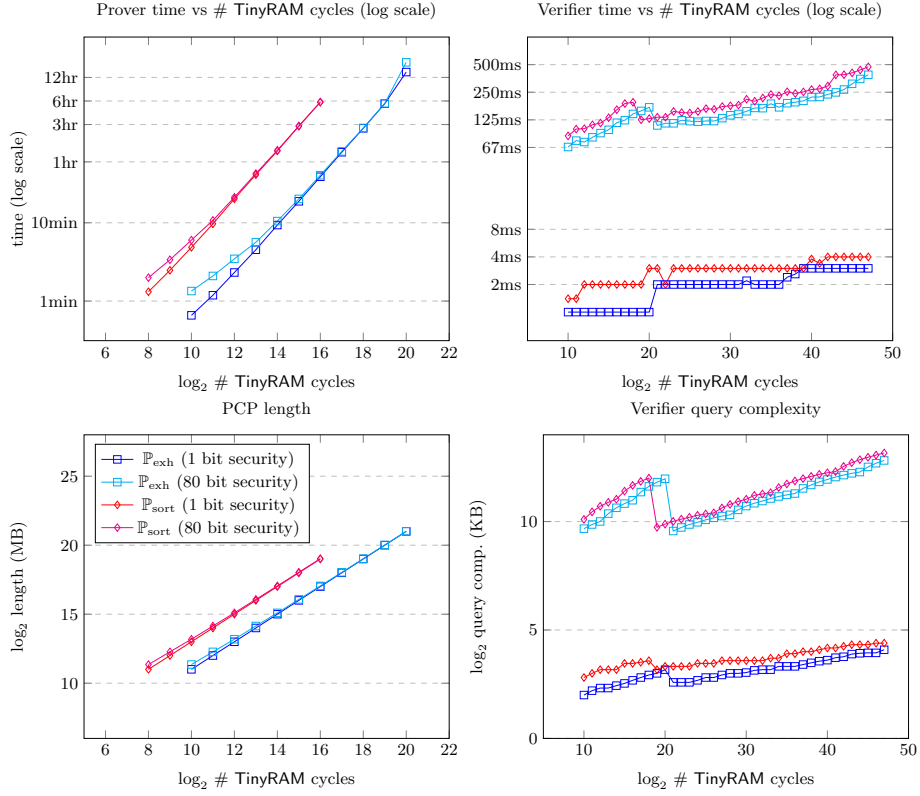 Prover time vs # TinyRAM cycles (log scale)
12hr
6hr
3hr
1hr
10min
1min
time (log scale)
6 8 10 12 14 16 18 20 22
log2 # TinyRAM cycles
Verifier time vs # TinyRAM cycles (log scale)
500ms
250ms
125ms
67ms
8ms
4ms
2ms
10 20 30 40 50
log2 # TinyRAM cycles
PCP length
ℙexh (1 bit security)
ℙexh (80 bit security)
ℙsort (1 bit security)
ℙsort (80 bit security)
25
20
15
10
log2 length (MB)
6 8 10 12 14 16 18 20 22
log2 # TinyRAM cycles
Verifier query complexity
10
5
0
log2 query comp. (KB)
10 20 30 40 50
log2 # TinyRAM cycles